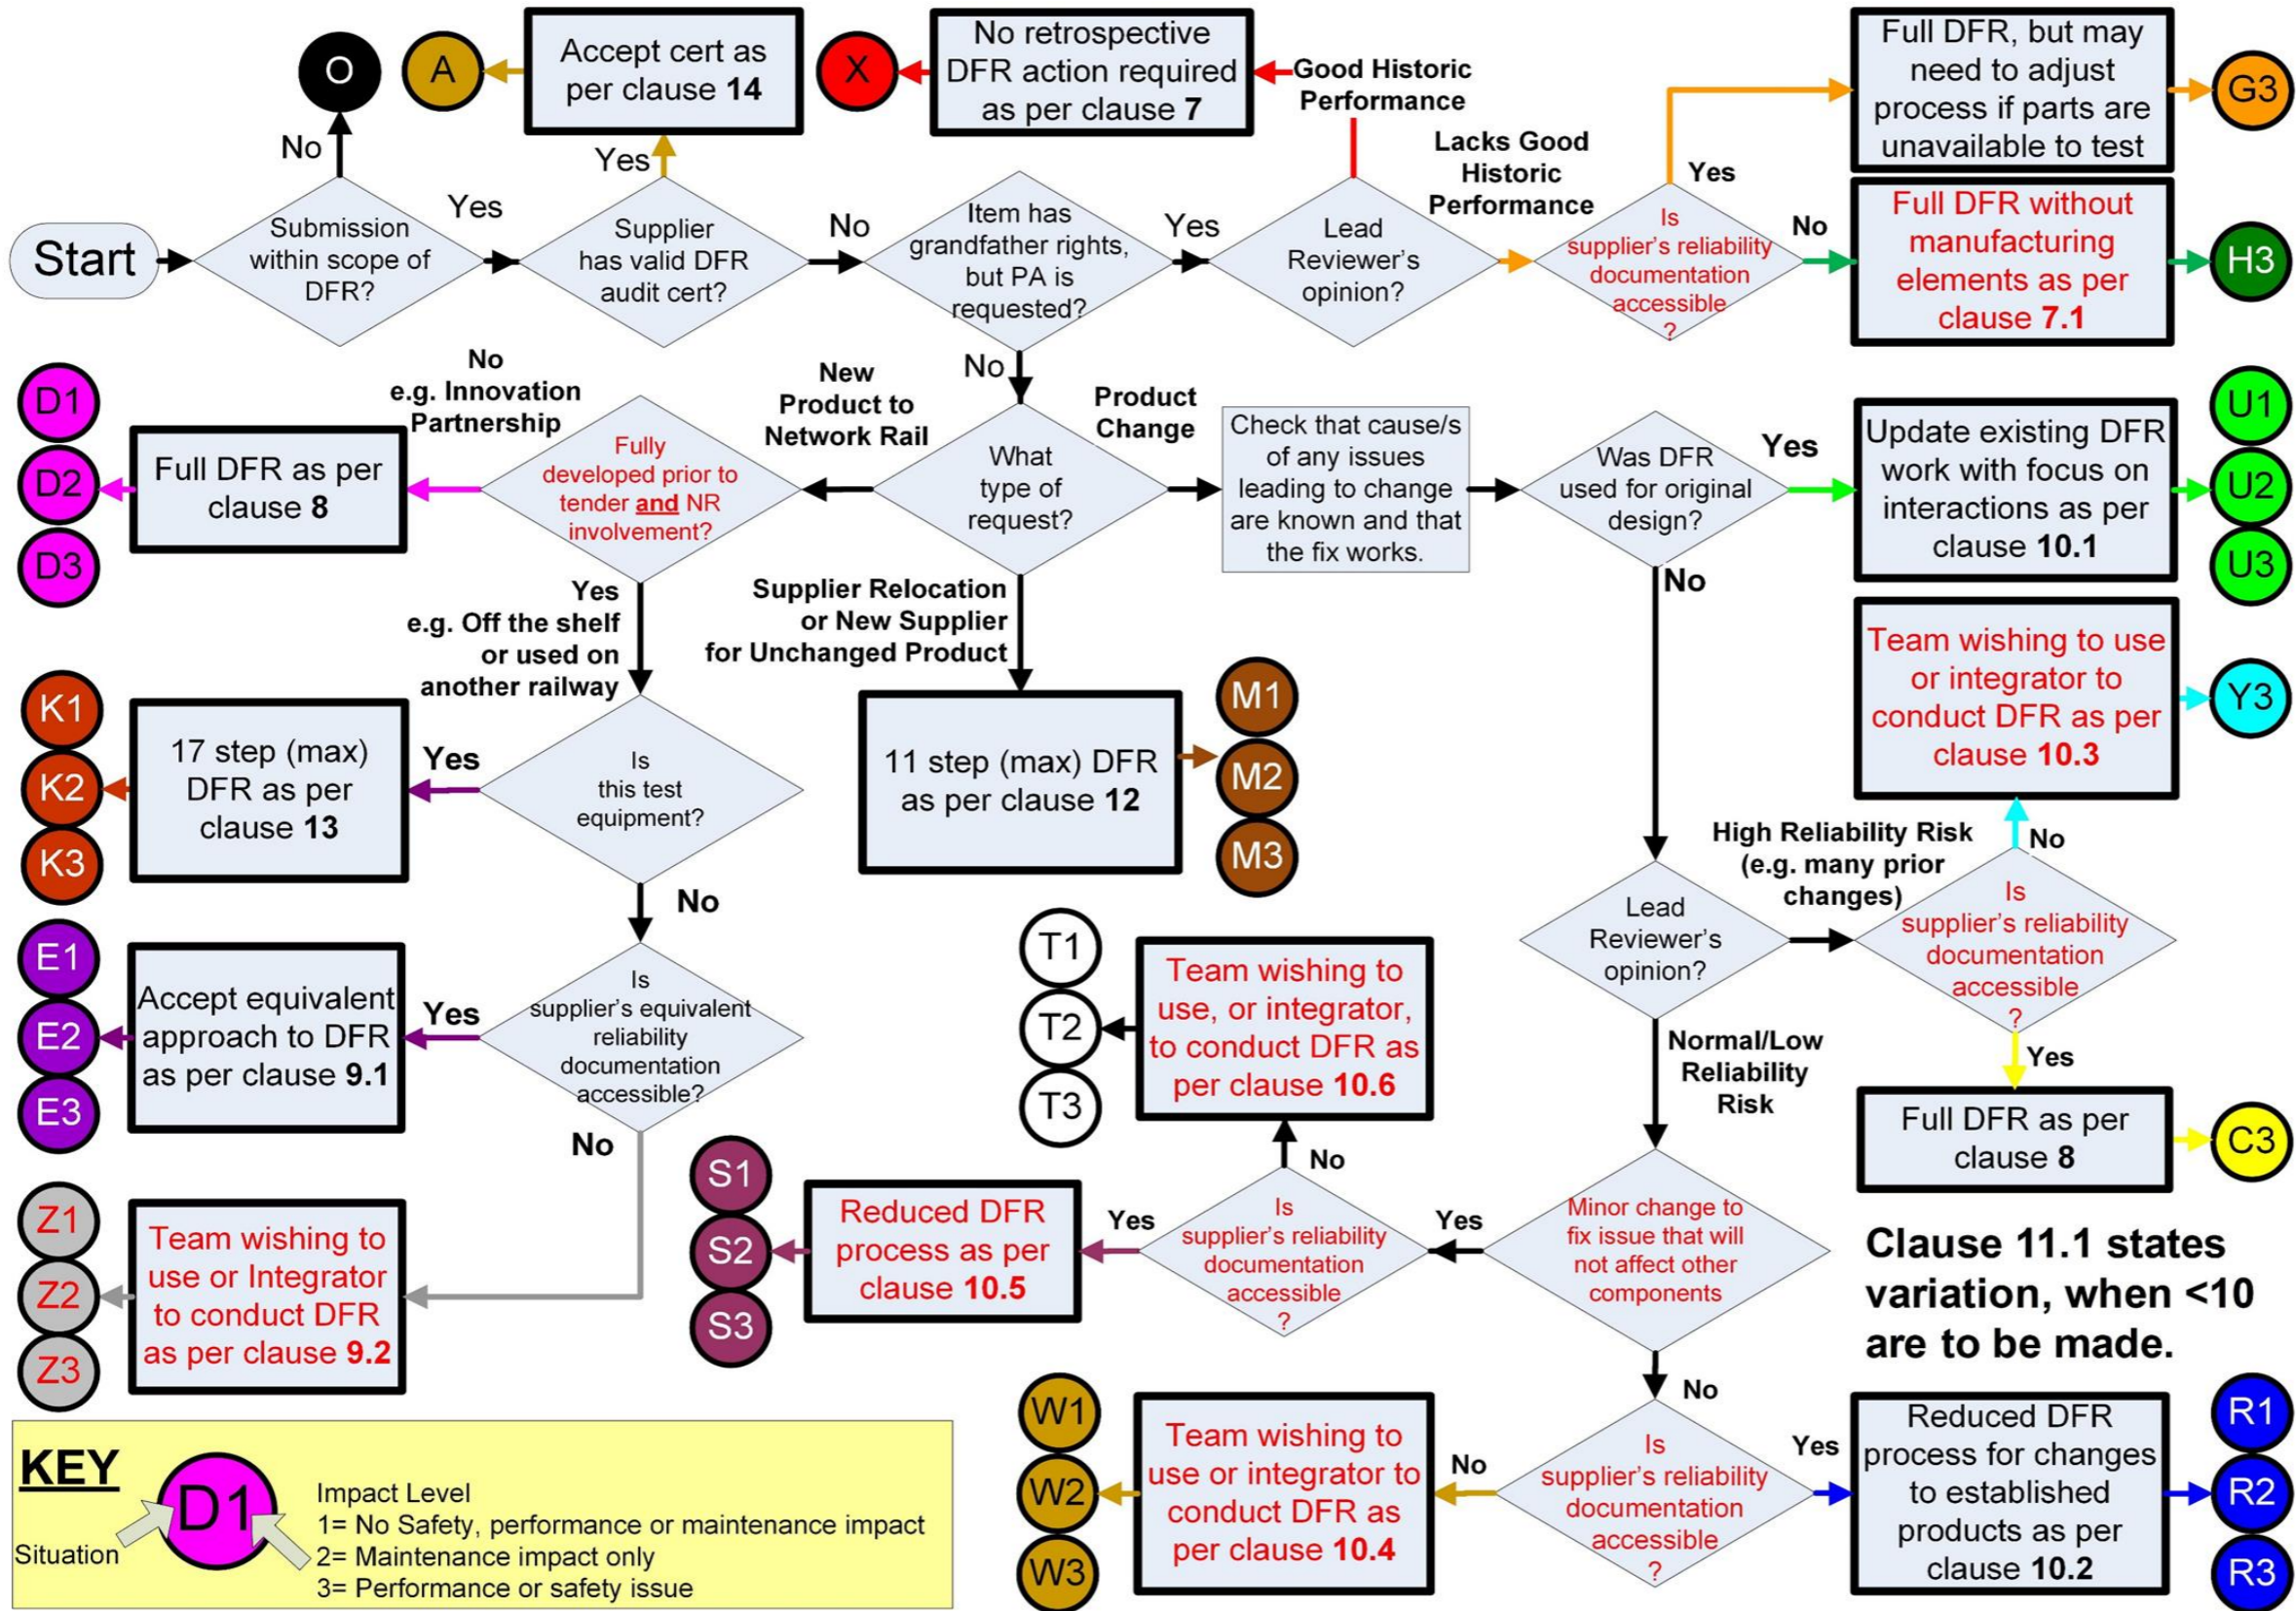 O
A
Accept cert as
per clause 14
X
No retrospective
DFR action required
as per clause 7
Good Historic
Performance
Full DFR, but may
need to adjust
process if parts are
unavailable to test
G3
No
Yes
Lacks Good
Historic
Performance
Yes
Start
Submission
within scope of
DFR?
Yes
Supplier
has valid DFR
audit cert?
No
Item has
grandfather rights,
but PA is
requested?
Yes
Lead
Reviewer's
opinion?
Is
supplier's reliability
documentation
accessible
?
No
Full DFR without
manufacturing
elements as per
clause 7.1
H3
No
D1
D2
D3
Full DFR as per
clause 8
No
e.g. Innovation
Partnership
Fully
developed prior to
tender and NR
involvement?
New
Product to
Network Rail
What
type of
request?
Product
Change
Check that cause/s
of any issues
leading to change
are known and that
the fix works.
Was DFR
used for original
design?
Yes
Update existing DFR
work with focus on
interactions as per
clause 10.1
U1
U2
U3
Yes
e.g. Off the shelf
or used on
another railway
Supplier Relocation
or New Supplier
for Unchanged Product
No
Team wishing to use
or integrator to
conduct DFR as per
clause 10.3
Y3
K1
K2
K3
17 step (max)
DFR as per
clause 13
Yes
Is
this test
equipment?
11 step (max) DFR
as per clause 12
M1
M2
M3
High Reliability Risk
(e.g. many prior
changes)
No
No
Lead
Reviewer's
opinion?
Is
supplier's reliability
documentation
accessible
?
E1
E2
E3
Accept equivalent
approach to DFR
as per clause 9.1
Yes
Is
supplier's equivalent
reliability
documentation
accessible?
T1
T2
T3
Team wishing to
use, or integrator,
to conduct DFR as
per clause 10.6
Normal/Low
Reliability
Risk
Yes
Full DFR as per
clause 8
C3
No
Z1
Z2
Z3
Team wishing to
use or Integrator
to conduct DFR
as per clause 9.2
S1
S2
S3
Reduced DFR
process as per
clause 10.5
Yes
No
Is
supplier's reliability
documentation
accessible
?
Yes
Minor change to
fix issue that will
not affect other
components
Clause 11.1 states
variation, when <10
are to be made.
No
W1
W2
W3
Team wishing to
use or integrator to
conduct DFR as
per clause 10.4
No
Is
supplier's reliability
documentation
accessible
?
Yes
Reduced DFR
process for changes
to established
products as per
clause 10.2
R1
R2
R3
KEY
D1
Situation
Impact Level
1= No Safety, performance or maintenance impact
2= Maintenance impact only
3= Performance or safety issue